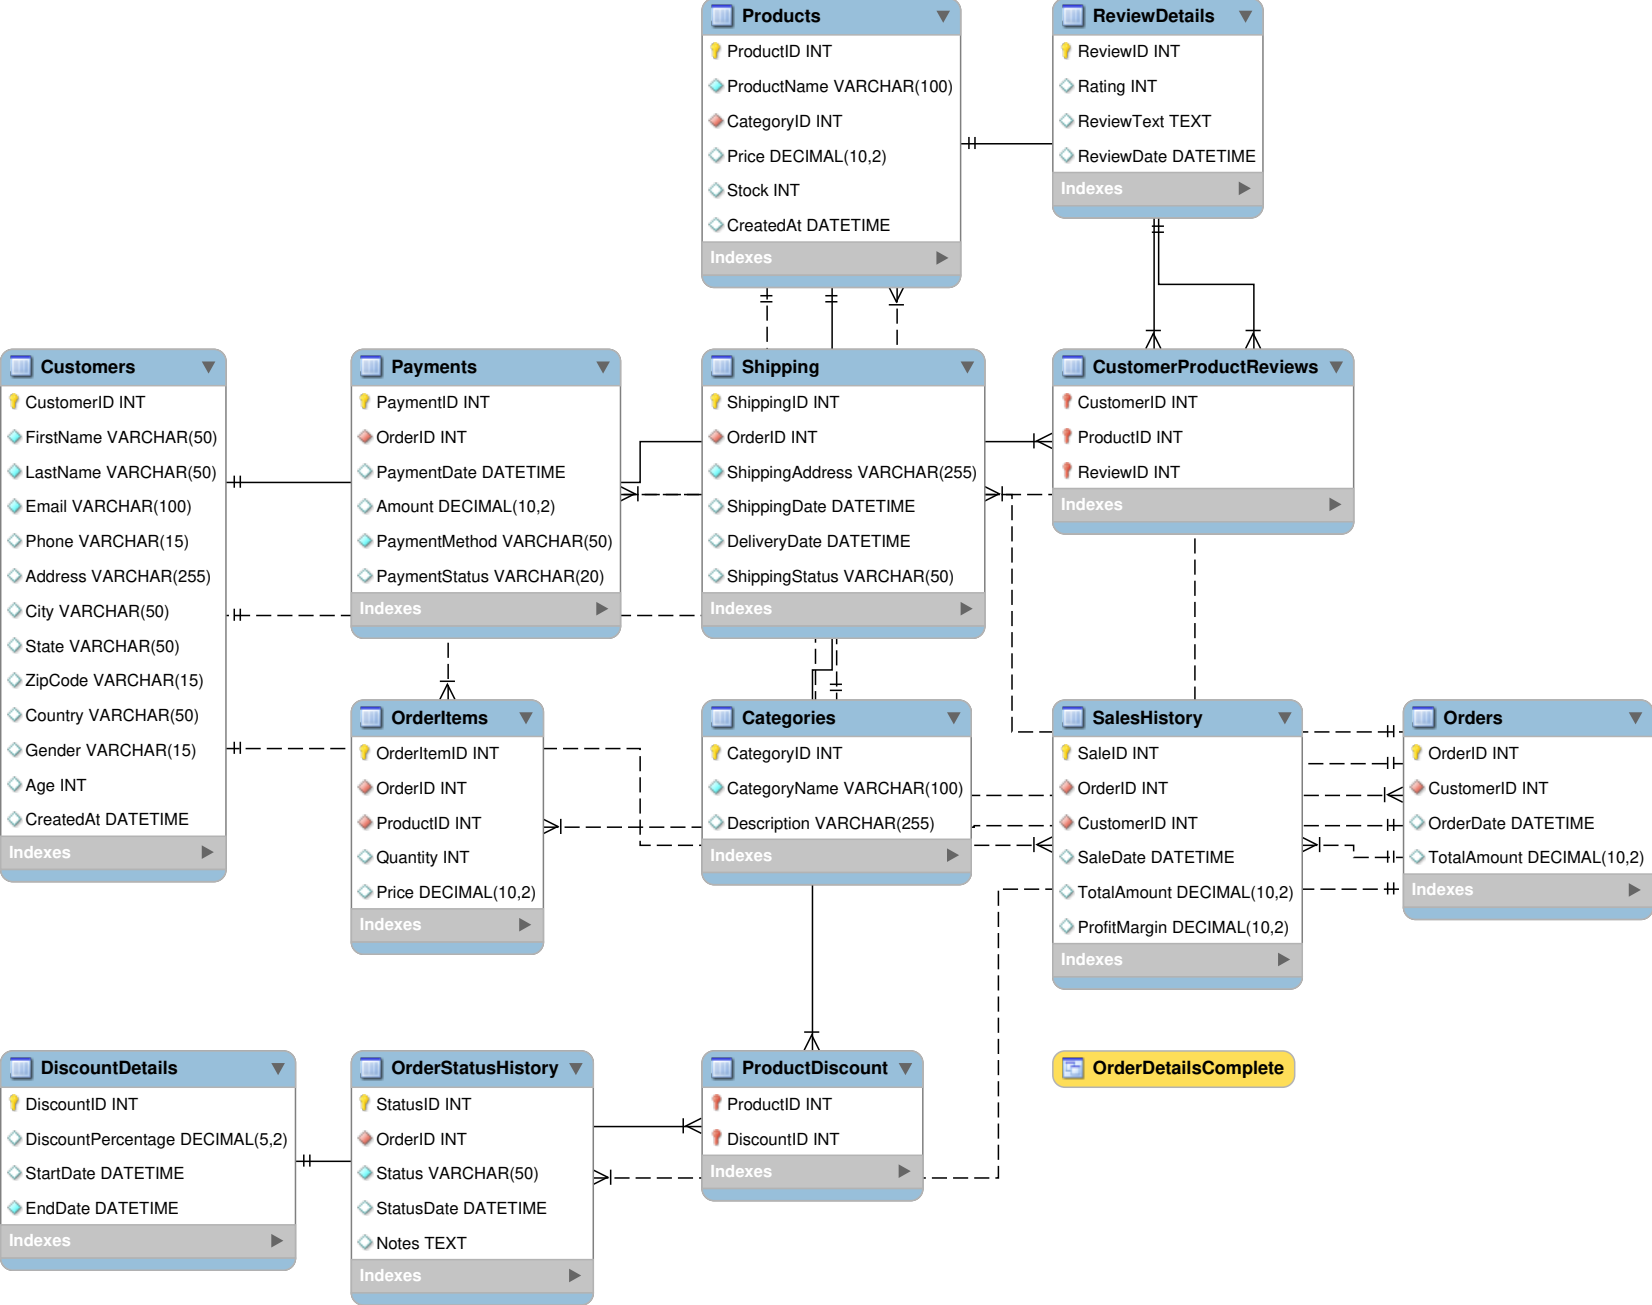 Products
ProductID INT
ProductName VARCHAR(100)
CategoryID INT
Price DECIMAL(10,2)
Stock INT
CreatedAt DATETIME
Indexes
ReviewDetails
ReviewID INT
Rating INT
ReviewText TEXT
ReviewDate DATETIME
Indexes
Customers
CustomerID INT
FirstName VARCHAR(50)
LastName VARCHAR(50)
Email VARCHAR(100)
Phone VARCHAR(15)
Address VARCHAR(255)
City VARCHAR(50)
State VARCHAR(50)
ZipCode VARCHAR(15)
Country VARCHAR(50)
Gender VARCHAR(15)
Age INT
CreatedAt DATETIME
Indexes
Payments
PaymentID INT
OrderID INT
PaymentDate DATETIME
Amount DECIMAL(10,2)
PaymentMethod VARCHAR(50)
PaymentStatus VARCHAR(20)
Indexes
Shipping
ShippingID INT
OrderID INT
ShippingAddress VARCHAR(255)
ShippingDate DATETIME
DeliveryDate DATETIME
ShippingStatus VARCHAR(50)
Indexes
CustomerProductReviews
CustomerID INT
ProductID INT
ReviewID INT
Indexes
OrderItems
OrderItemID INT
OrderID INT
ProductID INT
Quantity INT
Price DECIMAL(10,2)
Indexes
Categories
CategoryID INT
CategoryName VARCHAR(100)
Description VARCHAR(255)
Indexes
SalesHistory
SaleID INT
OrderID INT
CustomerID INT
SaleDate DATETIME
TotalAmount DECIMAL(10,2)
ProfitMargin DECIMAL(10,2)
Indexes
Orders
OrderID INT
CustomerID INT
OrderDate DATETIME
TotalAmount DECIMAL(10,2)
Indexes
DiscountDetails
DiscountID INT
DiscountPercentage DECIMAL(5,2)
StartDate DATETIME
EndDate DATETIME
Indexes
OrderStatusHistory
StatusID INT
OrderID INT
Status VARCHAR(50)
StatusDate DATETIME
Notes TEXT
Indexes
ProductDiscount
ProductID INT
DiscountID INT
Indexes
OrderDetailsComplete